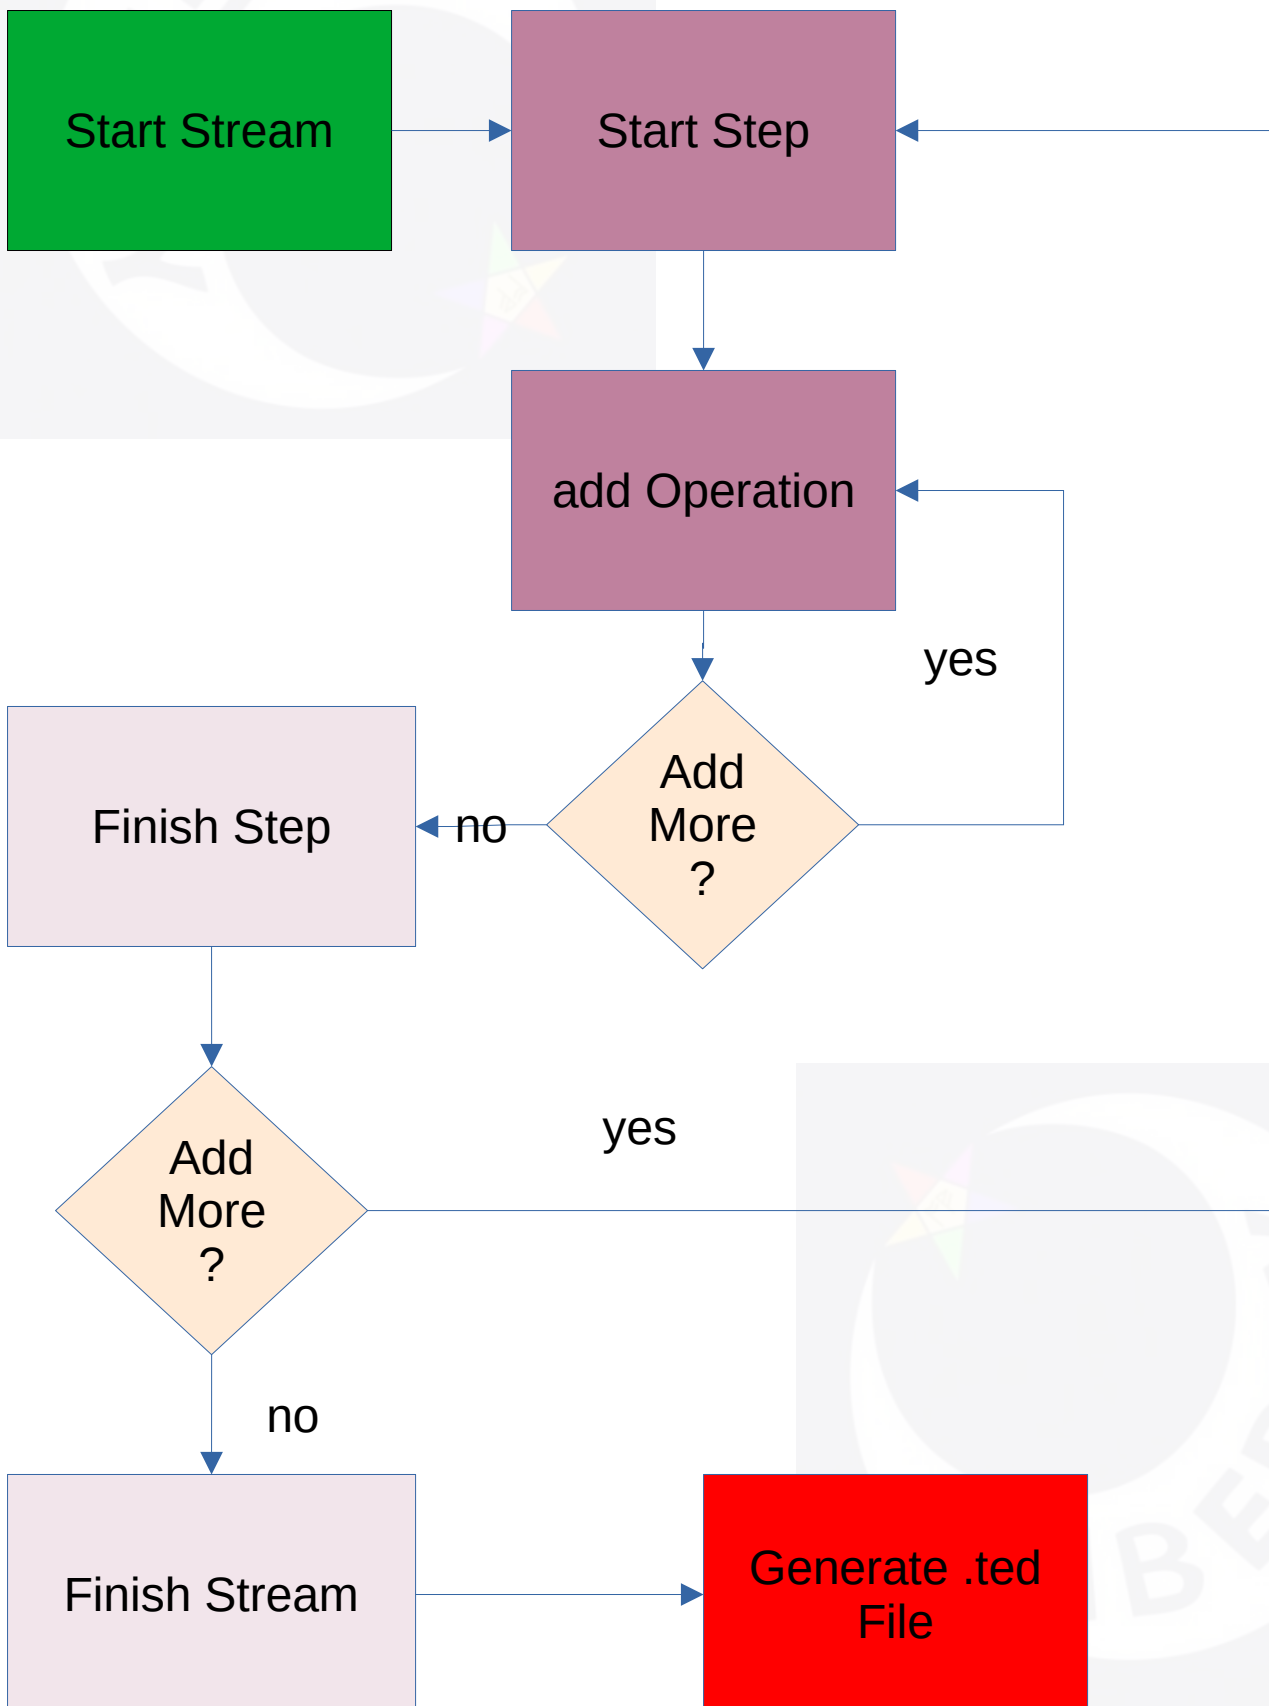 Start Stream
Start Step
add Operation
yes
Add
More
?
no
Finish Step
Add
More
?
yes
no
Finish Stream
Generate .ted
File